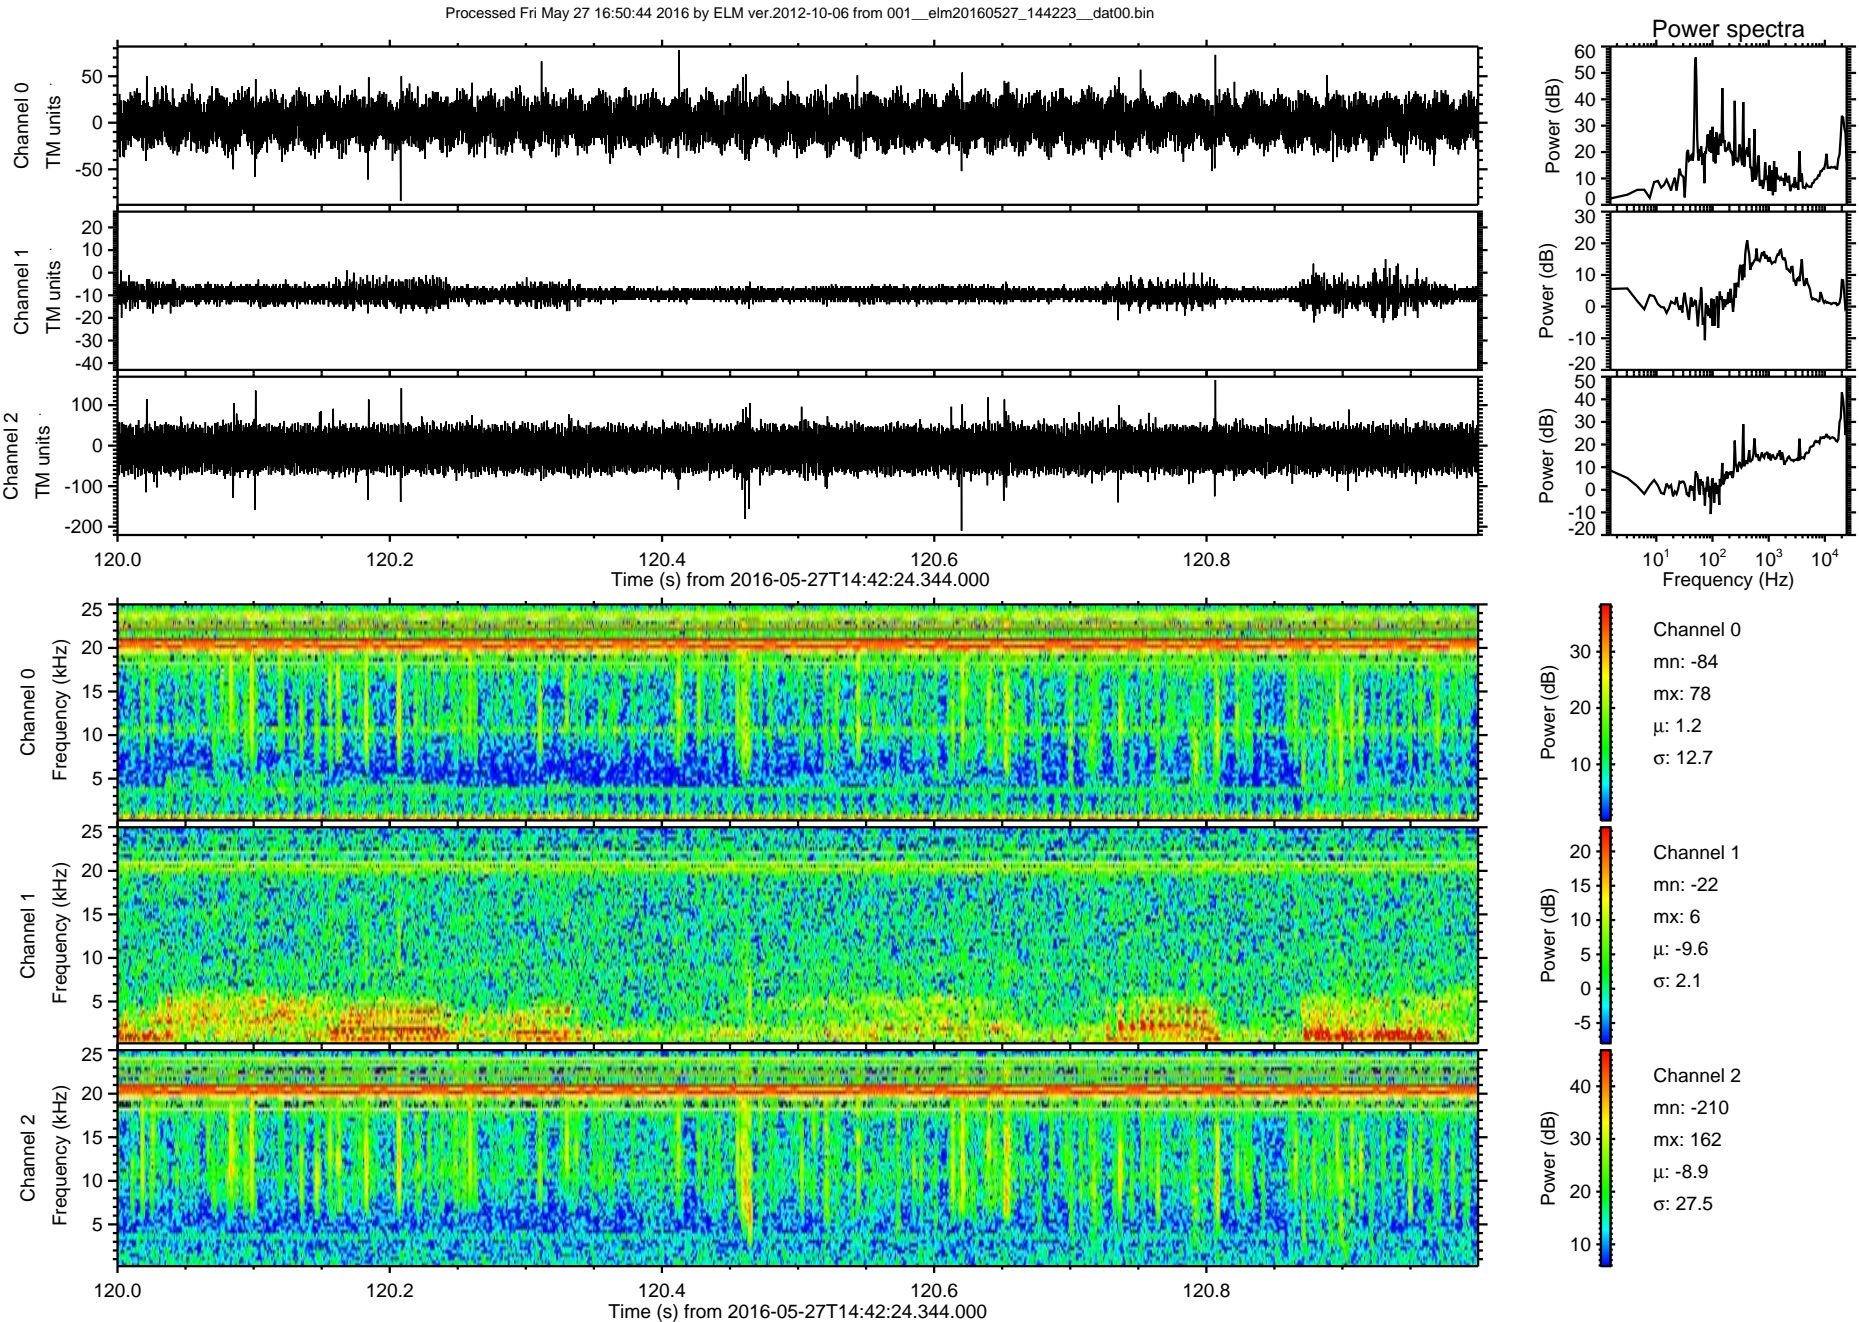 Processed Fri May 27 16:50:44 2016 by ELM ver.2012-10-06 from 001__elm20160527_144223__dat00.bin
Power spectra
Channel 0
TM units
50
0
-50
Power (dB)
60
50
40
30
20
10
0
Channel 1
TM units
20
10
0
-10
-20
-30
-40
Power (dB)
30
20
10
0
-10
-20
Channel 2
TM units
100
0
-100
-200
Power (dB)
50
40
30
20
10
0
-10
-20
120.0 120.2 120.4 120.6 120.8
Time (s) from 2016-05-27T14:42:24.344.000
10^1 10^2 10^3 10^4
Frequency (Hz)
Channel 0
Frequency (kHz)
25
20
15
10
5
Power (dB)
30
20
10
Channel 0
mn: -84
mx: 78
μ: 1.2
σ: 12.7
Channel 1
Frequency (kHz)
25
20
15
10
5
Power (dB)
20
15
10
5
0
-5
Channel 1
mn: -22
mx: 6
μ: -9.6
σ: 2.1
Channel 2
Frequency (kHz)
25
20
15
10
5
Power (dB)
40
30
20
10
Channel 2
mn: -210
mx: 162
μ: -8.9
σ: 27.5
120.0 120.2 120.4 120.6 120.8
Time (s) from 2016-05-27T14:42:24.344.000